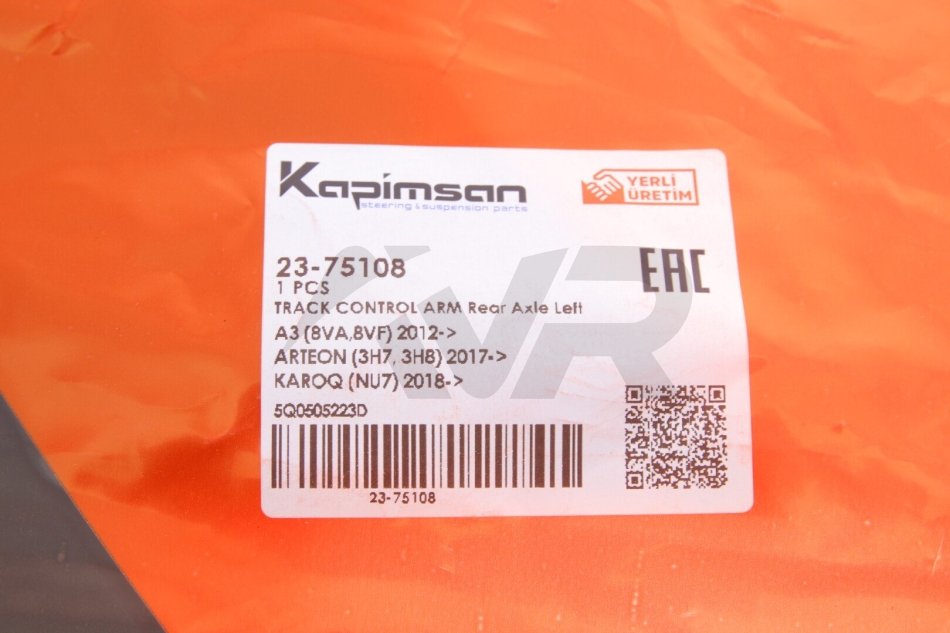 Kapimsan
steering & suspension parts
YERLİ
ÜRETİM
23-75108
1 PCS
EAC
TRACK CONTROL ARM Rear Axle Left
A3 (8VA,8VF) 2012->
ARTEON (3H7, 3H8) 2017->
KAROQ (NU7) 2018->
5Q0505223D
23-75108